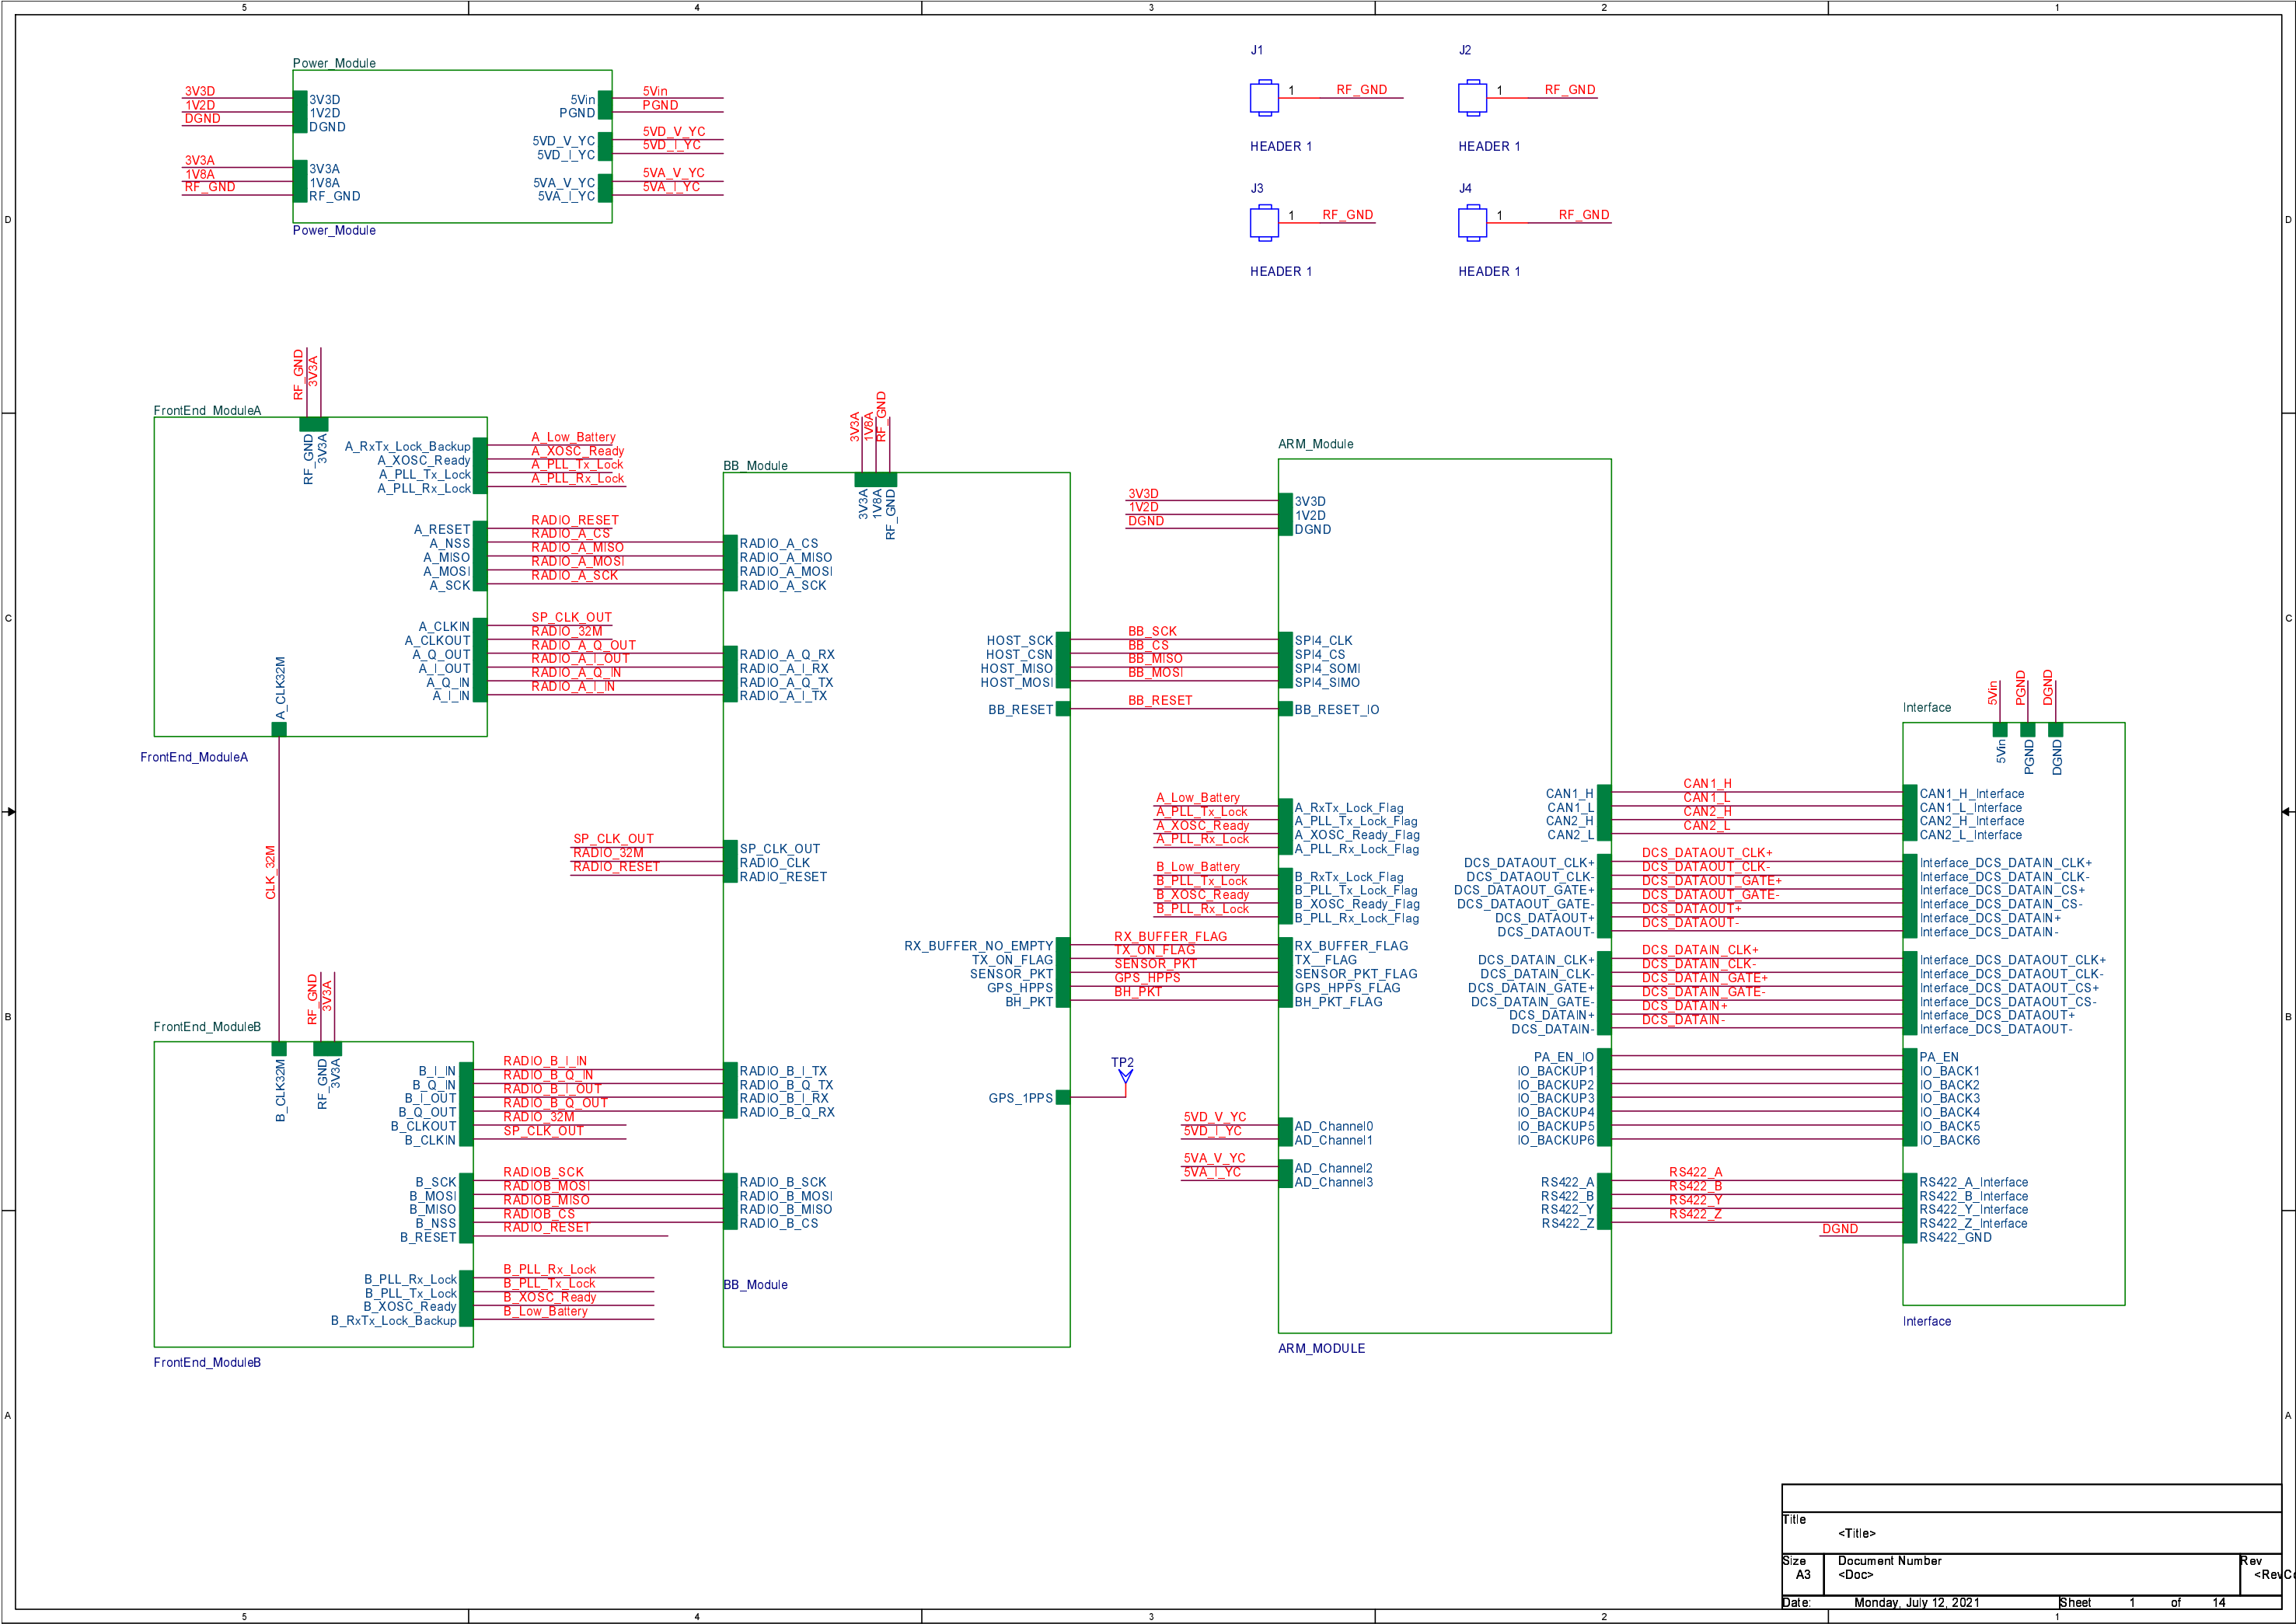 5 4 3 2 1
Power_Module
3V3D
1V2D
DGND
3V3A
1V8A
RF_GND
3V3D
1V2D
DGND
3V3A
1V8A
RF_GND
5Vin
PGND
5VD_V_YC
5VD_I_YC
5VA_V_YC
5VA_I_YC
5Vin
PGND
5VD_V_YC
5VD_I_YC
5VA_V_YC
5VA_I_YC
Power_Module
J1
1 RF_GND
HEADER 1
J2
1 RF_GND
HEADER 1
J3
1 RF_GND
HEADER 1
J4
1 RF_GND
HEADER 1
D D
C C
B B
A A
FrontEnd_ModuleA
RF_GND
3V3A
RF_GND
3V3A
A_RxTx_Lock_Backup A_Low_Battery
A_XOSC_Ready A_XOSC_Ready
A_PLL_Tx_Lock A_PLL_Tx_Lock
A_PLL_Rx_Lock A_PLL_Rx_Lock
A_RESET RADIO_RESET
A_NSS RADIO_A_CS
A_MISO RADIO_A_MISO
A_MOSI RADIO_A_MOSI
A_SCK RADIO_A_SCK
A_CLKIN SP_CLK_OUT
A_CLKOUT RADIO_32M
A_Q_OUT RADIO_A_Q_OUT
A_I_OUT RADIO_A_I_OUT
A_Q_IN RADIO_A_Q_IN
A_I_IN RADIO_A_I_IN
A_CLK32M
FrontEnd_ModuleA
CLK_32M
FrontEnd_ModuleB
RF_GND
3V3A
B_CLK32M
RF_GND
3V3A
B_I_IN RADIO_B_I_IN
B_Q_IN RADIO_B_Q_IN
B_I_OUT RADIO_B_I_OUT
B_Q_OUT RADIO_B_Q_OUT
B_CLKOUT RADIO_32M
B_CLKIN SP_CLK_OUT
B_SCK RADIOB_SCK
B_MOSI RADIOB_MOSI
B_MISO RADIOB_MISO
B_NSS RADIOB_CS
B_RESET RADIO_RESET
B_PLL_Rx_Lock B_PLL_Rx_Lock
B_PLL_Tx_Lock B_PLL_Tx_Lock
B_XOSC_Ready B_XOSC_Ready
B_RxTx_Lock_Backup B_Low_Battery
FrontEnd_ModuleB
BB_Module
3V3A
1V8A
RF_GND
3V3A
1V8A
RF_GND
RADIO_A_CS
RADIO_A_MISO
RADIO_A_MOSI
RADIO_A_SCK
RADIO_A_Q_RX
RADIO_A_I_RX
RADIO_A_Q_TX
RADIO_A_I_TX
SP_CLK_OUT SP_CLK_OUT
RADIO_32M RADIO_CLK
RADIO_RESET RADIO_RESET
RADIO_B_I_TX
RADIO_B_Q_TX
RADIO_B_I_RX
RADIO_B_Q_RX
RADIO_B_SCK
RADIO_B_MOSI
RADIO_B_MISO
RADIO_B_CS
HOST_SCK BB_SCK
HOST_CSN BB_CS
HOST_MISO BB_MISO
HOST_MOSI BB_MOSI
BB_RESET BB_RESET
RX_BUFFER_NO_EMPTY RX_BUFFER_FLAG
TX_ON_FLAG TX_ON_FLAG
SENSOR_PKT SENSOR_PKT
GPS_HPPS GPS_HPPS
BH_PKT BH_PKT
TP2
GPS_1PPS
BB_Module
ARM_Module
3V3D 3V3D
1V2D 1V2D
DGND DGND
SPI4_CLK
SPI4_CS
SPI4_SOMI
SPI4_SIMO
BB_RESET_IO
A_Low_Battery A_RxTx_Lock_Flag
A_PLL_Tx_Lock A_PLL_Tx_Lock_Flag
A_XOSC_Ready A_XOSC_Ready_Flag
A_PLL_Rx_Lock A_PLL_Rx_Lock_Flag
B_Low_Battery B_RxTx_Lock_Flag
B_PLL_Tx_Lock B_PLL_Tx_Lock_Flag
B_XOSC_Ready B_XOSC_Ready_Flag
B_PLL_Rx_Lock B_PLL_Rx_Lock_Flag
RX_BUFFER_FLAG
TX__FLAG
SENSOR_PKT_FLAG
GPS_HPPS_FLAG
BH_PKT_FLAG
5VD_V_YC AD_Channel0
5VD_I_YC AD_Channel1
5VA_V_YC AD_Channel2
5VA_I_YC AD_Channel3
CAN1_H CAN1_H
CAN1_L CAN1_L
CAN2_H CAN2_H
CAN2_L CAN2_L
DCS_DATAOUT_CLK+ DCS_DATAOUT_CLK+
DCS_DATAOUT_CLK- DCS_DATAOUT_CLK-
DCS_DATAOUT_GATE+ DCS_DATAOUT_GATE+
DCS_DATAOUT_GATE- DCS_DATAOUT_GATE-
DCS_DATAOUT+ DCS_DATAOUT+
DCS_DATAOUT- DCS_DATAOUT-
DCS_DATAIN_CLK+ DCS_DATAIN_CLK+
DCS_DATAIN_CLK- DCS_DATAIN_CLK-
DCS_DATAIN_GATE+ DCS_DATAIN_GATE+
DCS_DATAIN_GATE- DCS_DATAIN_GATE-
DCS_DATAIN+ DCS_DATAIN+
DCS_DATAIN- DCS_DATAIN-
PA_EN_IO
IO_BACKUP1
IO_BACKUP2
IO_BACKUP3
IO_BACKUP4
IO_BACKUP5
IO_BACKUP6
RS422_A RS422_A
RS422_B RS422_B
RS422_Y RS422_Y
RS422_Z RS422_Z
DGND
ARM_MODULE
Interface
5Vin
PGND
DGND
5Vin
PGND
DGND
CAN1_H_Interface
CAN1_L_Interface
CAN2_H_Interface
CAN2_L_Interface
Interface_DCS_DATAIN_CLK+
Interface_DCS_DATAIN_CLK-
Interface_DCS_DATAIN_CS+
Interface_DCS_DATAIN_CS-
Interface_DCS_DATAIN+
Interface_DCS_DATAIN-
Interface_DCS_DATAOUT_CLK+
Interface_DCS_DATAOUT_CLK-
Interface_DCS_DATAOUT_CS+
Interface_DCS_DATAOUT_CS-
Interface_DCS_DATAOUT+
Interface_DCS_DATAOUT-
PA_EN
IO_BACK1
IO_BACK2
IO_BACK3
IO_BACK4
IO_BACK5
IO_BACK6
RS422_A_Interface
RS422_B_Interface
RS422_Y_Interface
RS422_Z_Interface
RS422_GND
Interface
Title
<Title>
Size Document Number Rev
A3 <Doc> <RevC
Date: Monday, July 12, 2021 Sheet 1 of 14
5 4 3 2 1